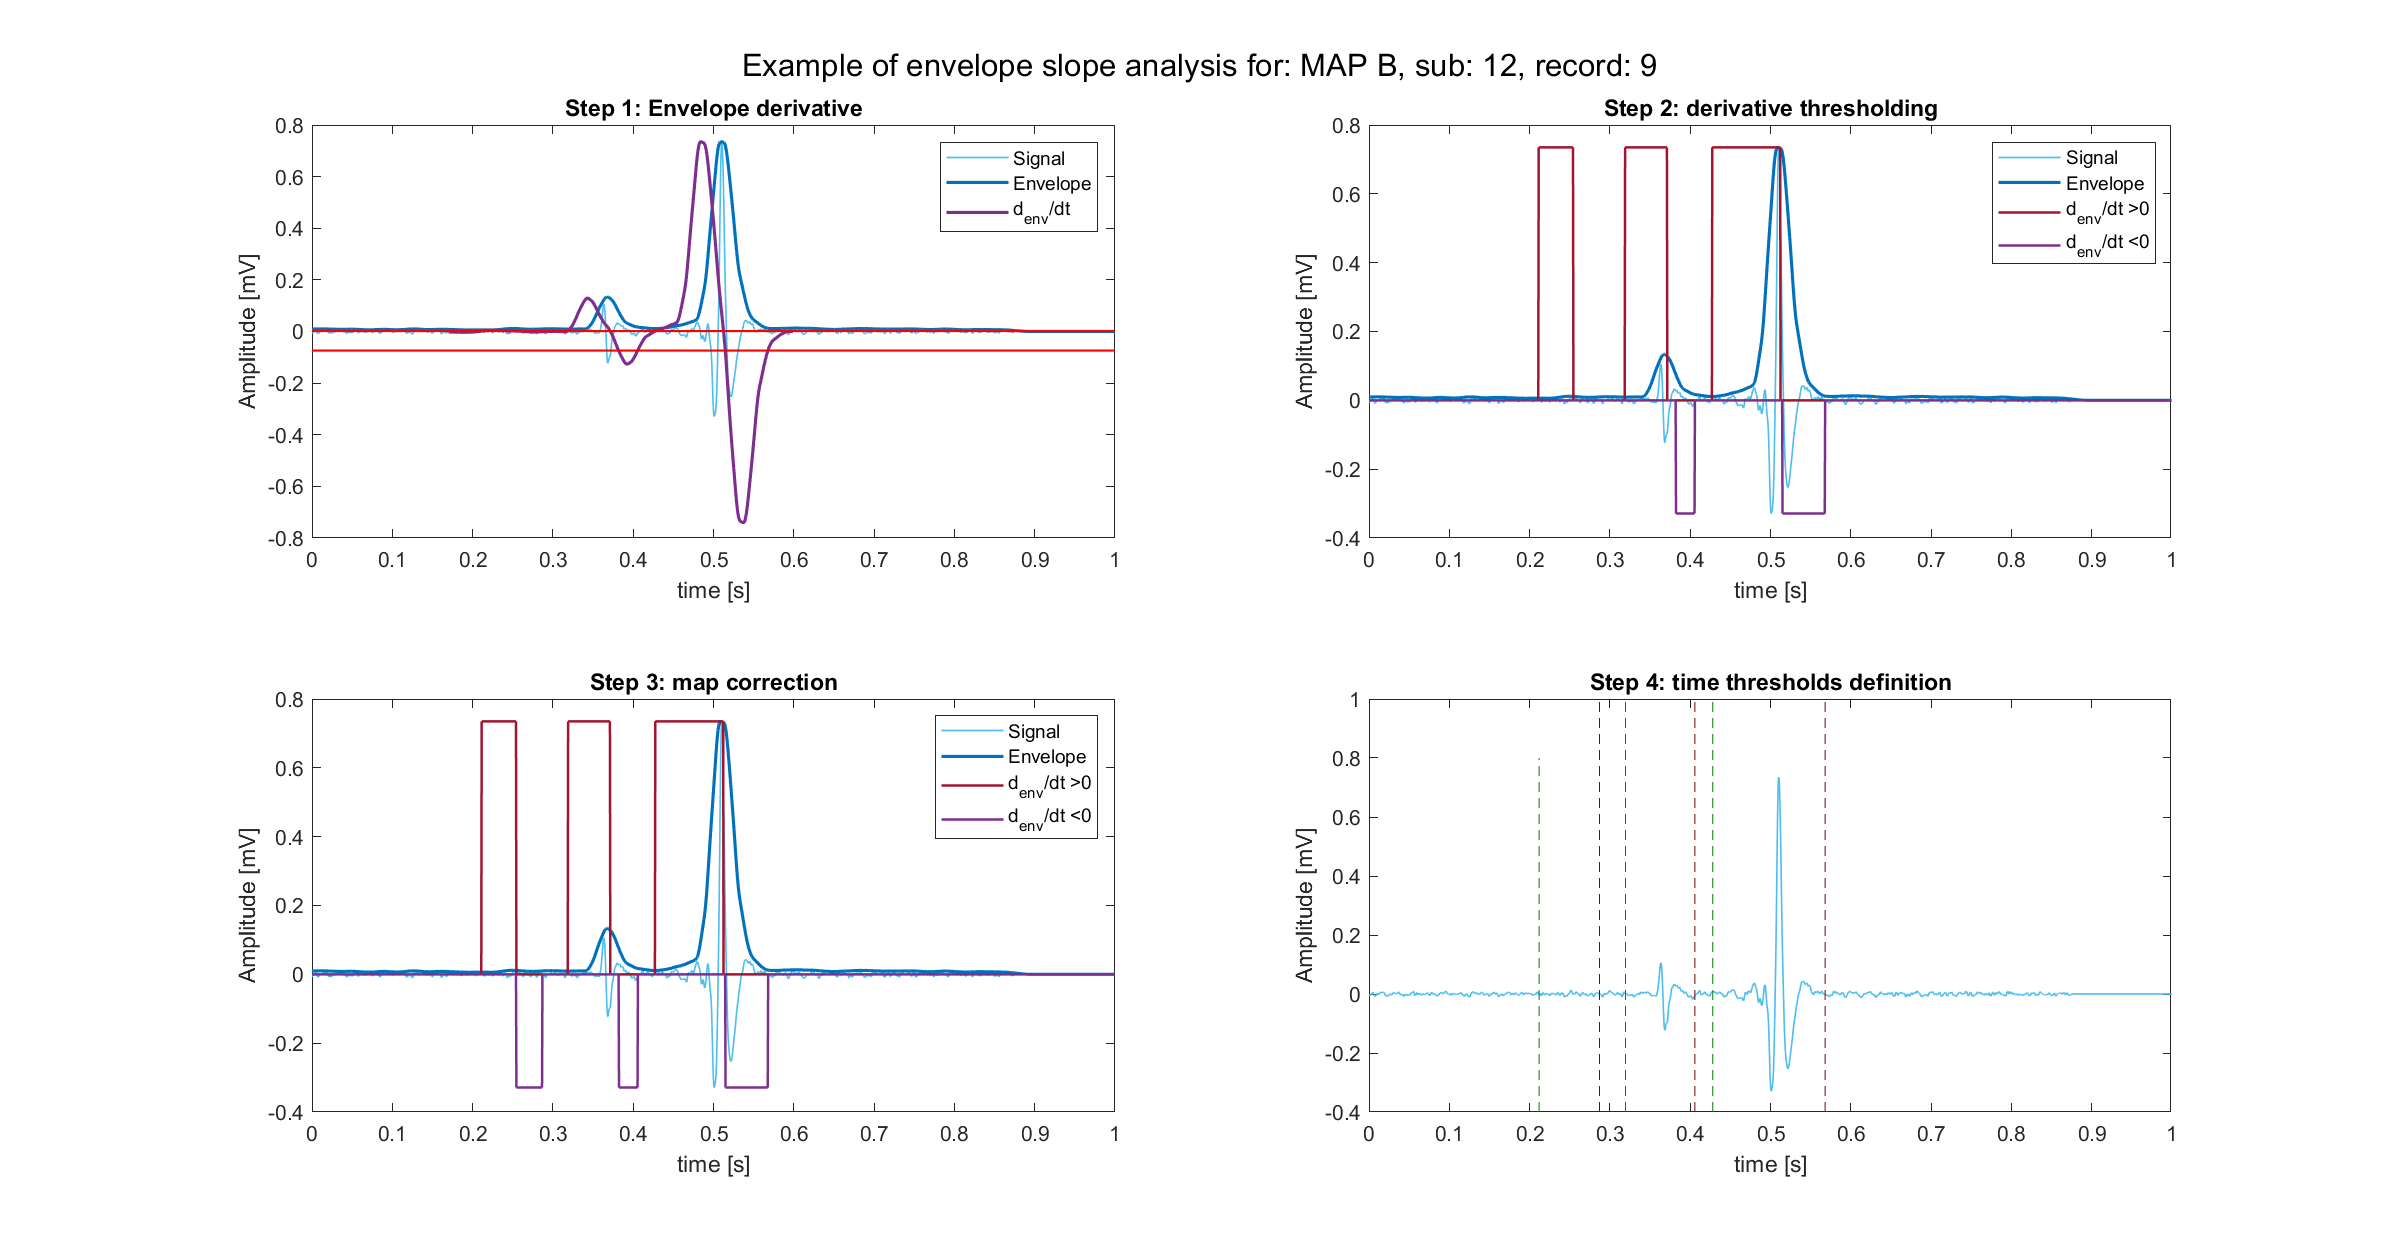 Example of envelope slope analysis for: MAP B, sub: 12, record: 9
Step 1: Envelope derivative
0.8
0.6
0.4
0.2
0
-0.2
-0.4
-0.6
-0.8
0 0.1 0.2 0.3 0.4 0.5 0.6 0.7 0.8 0.9 1
Amplitude [mV]
time [s]
Signal
Envelope
d_env/dt
Step 2: derivative thresholding
0.8
0.6
0.4
0.2
0
-0.2
-0.4
0 0.1 0.2 0.3 0.4 0.5 0.6 0.7 0.8 0.9 1
Amplitude [mV]
time [s]
Signal
Envelope
d_env/dt >0
d_env/dt <0
Step 3: map correction
0.8
0.6
0.4
0.2
0
-0.2
-0.4
0 0.1 0.2 0.3 0.4 0.5 0.6 0.7 0.8 0.9 1
Amplitude [mV]
time [s]
Signal
Envelope
d_env/dt >0
d_env/dt <0
Step 4: time thresholds definition
1
0.8
0.6
0.4
0.2
0
-0.2
-0.4
0 0.1 0.2 0.3 0.4 0.5 0.6 0.7 0.8 0.9 1
Amplitude [mV]
time [s]